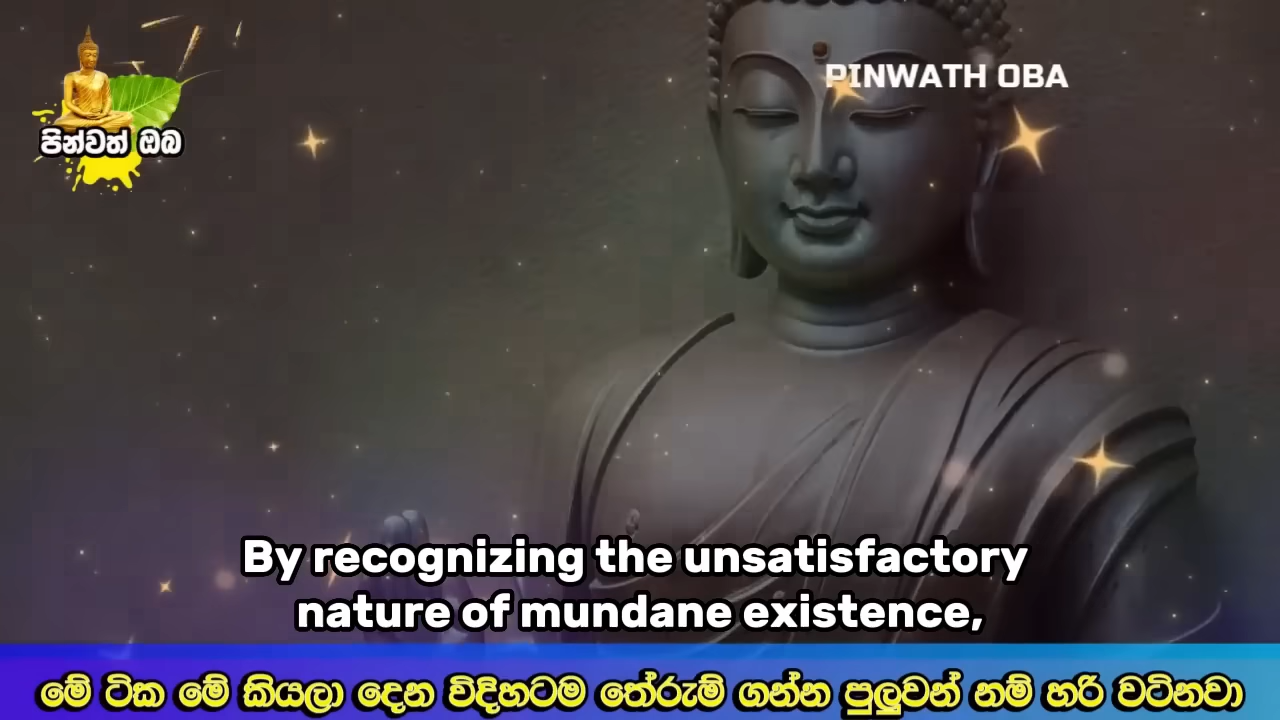 PINWATH OBA
පින්වත් ඔබ
By recognizing the unsatisfactory
nature of mundane existence,
මේ ටික මේ කියලා දෙන විදිහටම තේරුම් ගන්න පුලුවන් නම් හරි වටිනවා